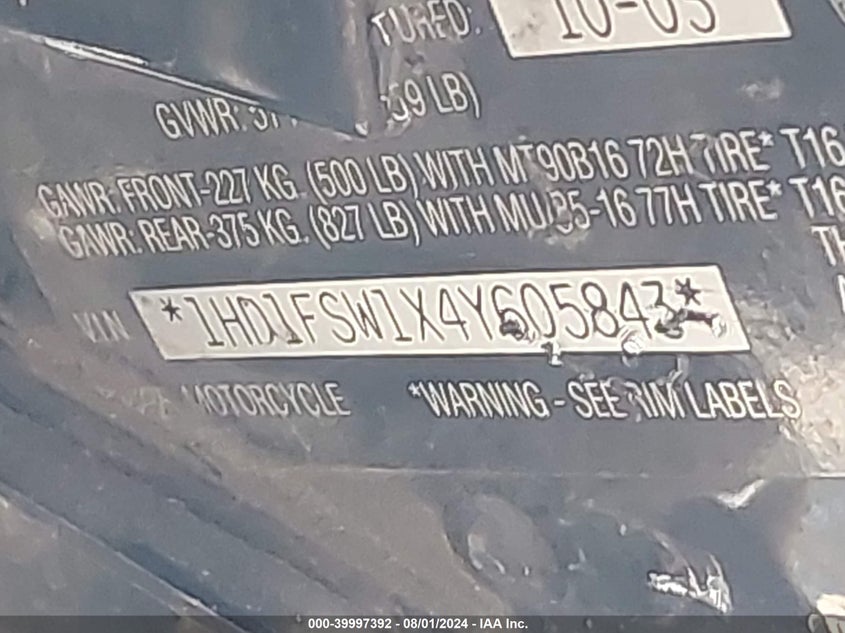 TURED: 10-03
GVWR: 59 LB)
GAWR: FRONT-227 KG. (500 LB) WITH MT90B16 72H TIRE* T16
GAWR: REAR-375 KG. (827 LB) WITH 85-16 77H TIRE* T16
VIN *1HD1FSW1X4Y605843*
MOTORCYCLE *WARNING - SEE RIM LABELS
000-39997392 - 08/01/2024 - IAA Inc.